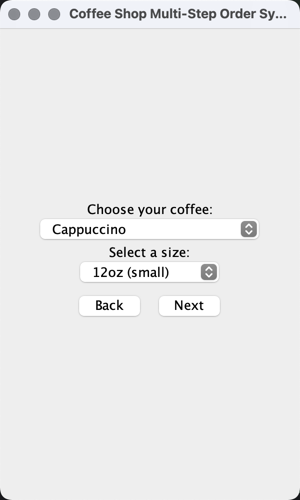 Coffee Shop Multi-Step Order Sy...
Choose your coffee:
Cappuccino
Select a size:
12oz (small)
Back Next